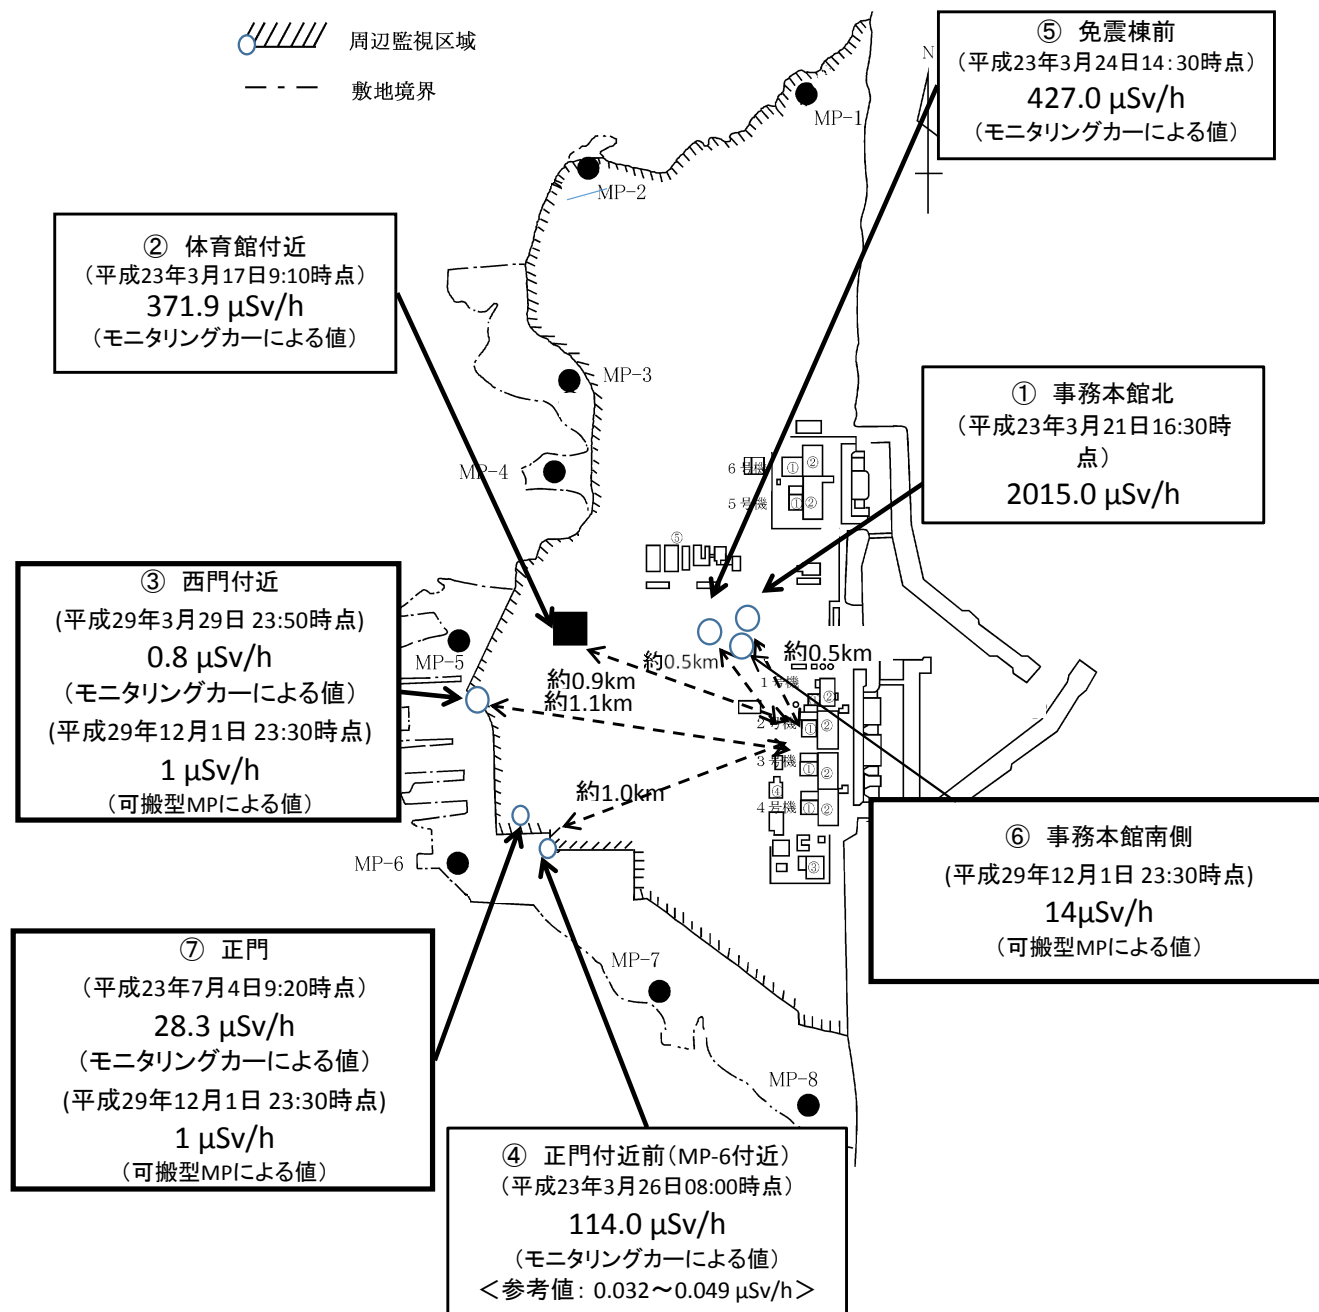 周辺監視区域
敷地境界
⑤ 免震棟前
（平成23年3月24日14：30時点）
427.0 μSv/h
（モニタリングカーによる値）
N
MP-1
MP-2
② 体育館付近
（平成23年3月17日9:10時点）
371.9 μSv/h
（モニタリングカーによる値）
MP-3
MP-4
① 事務本館北
（平成23年3月21日16:30時
点）
2015.0 μSv/h
6号機
① ②
5号機
① ②
⑤
③ 西門付近
(平成29年3月29日 23:50時点)
0.8 μSv/h
（モニタリングカーによる値）
(平成29年12月1日 23:30時点)
1 μSv/h
（可搬型MPによる値）
MP-5
約0.5km
約0.5km
約0.9km
約1.1km
1号機
②
2号機
① ②
3号機
① ②
④
4号機
① ②
③
約1.0km
MP-6
⑥ 事務本館南側
(平成29年12月1日 23:30時点)
14μSv/h
（可搬型MPによる値）
⑦ 正門
（平成23年7月4日9:20時点）
28.3 μSv/h
（モニタリングカーによる値）
(平成29年12月1日 23:30時点)
1 μSv/h
（可搬型MPによる値）
MP-7
MP-8
④ 正門付近前（MP-6付近）
（平成23年3月26日08:00時点）
114.0 μSv/h
（モニタリングカーによる値）
＜参考値： 0.032～0.049 μSv/h＞